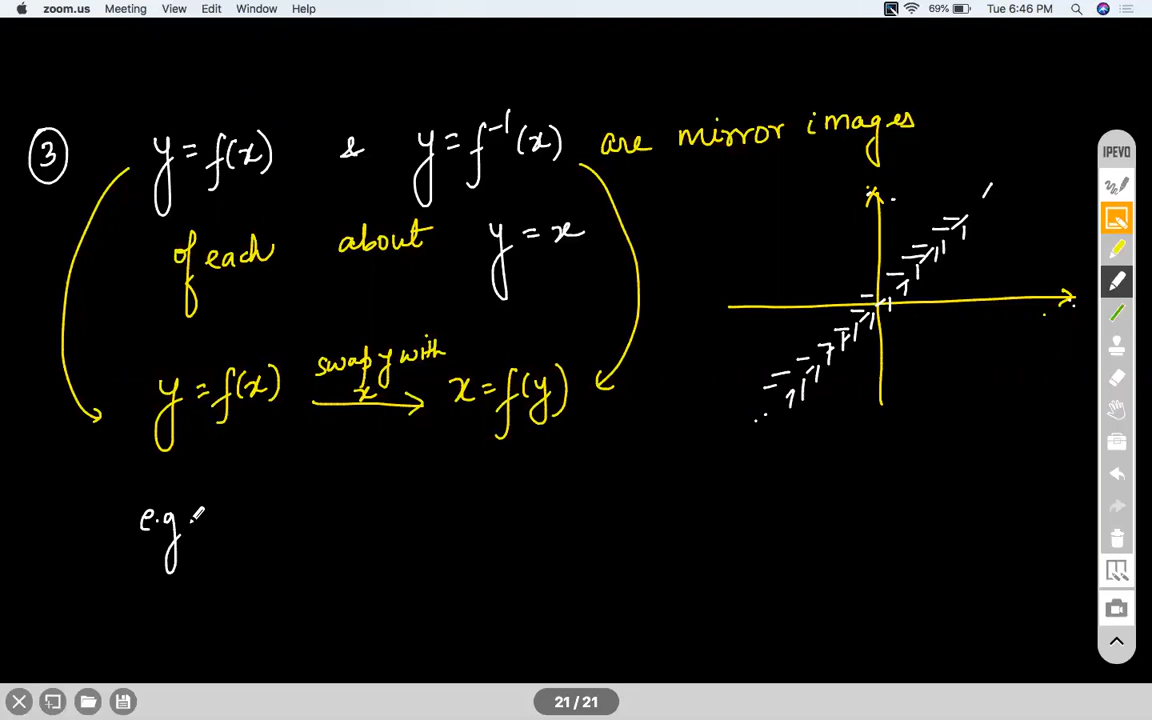 zoom.us Meeting View Edit Window Help 69% Tue 6:46 PM
③ y = f(x) & y = f⁻¹(x) are mirror images
of each about y = x
y = f(x) swap y with x x = f(y)
e.g.
IPEVO
21 / 21